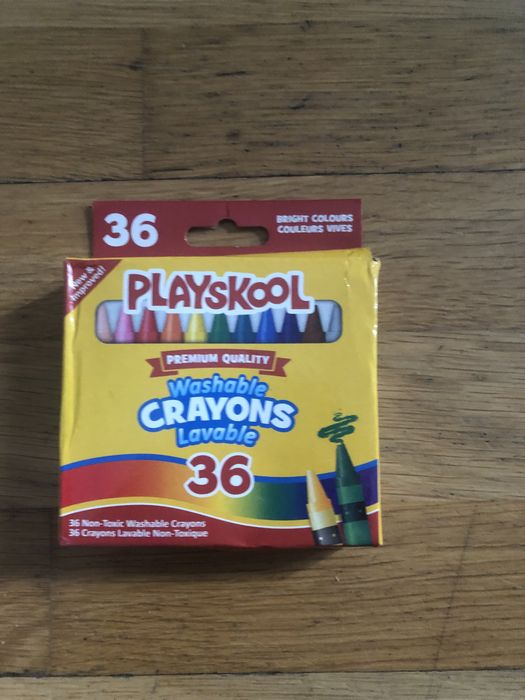 36
BRIGHT COLOURS
COULEURS VIVES
New &
Improved!
PLAYSKOOL
PREMIUM QUALITY
Washable
CRAYONS
Lavable
36
36 Non-Toxic Washable Crayons
36 Crayons Lavable Non-Toxique